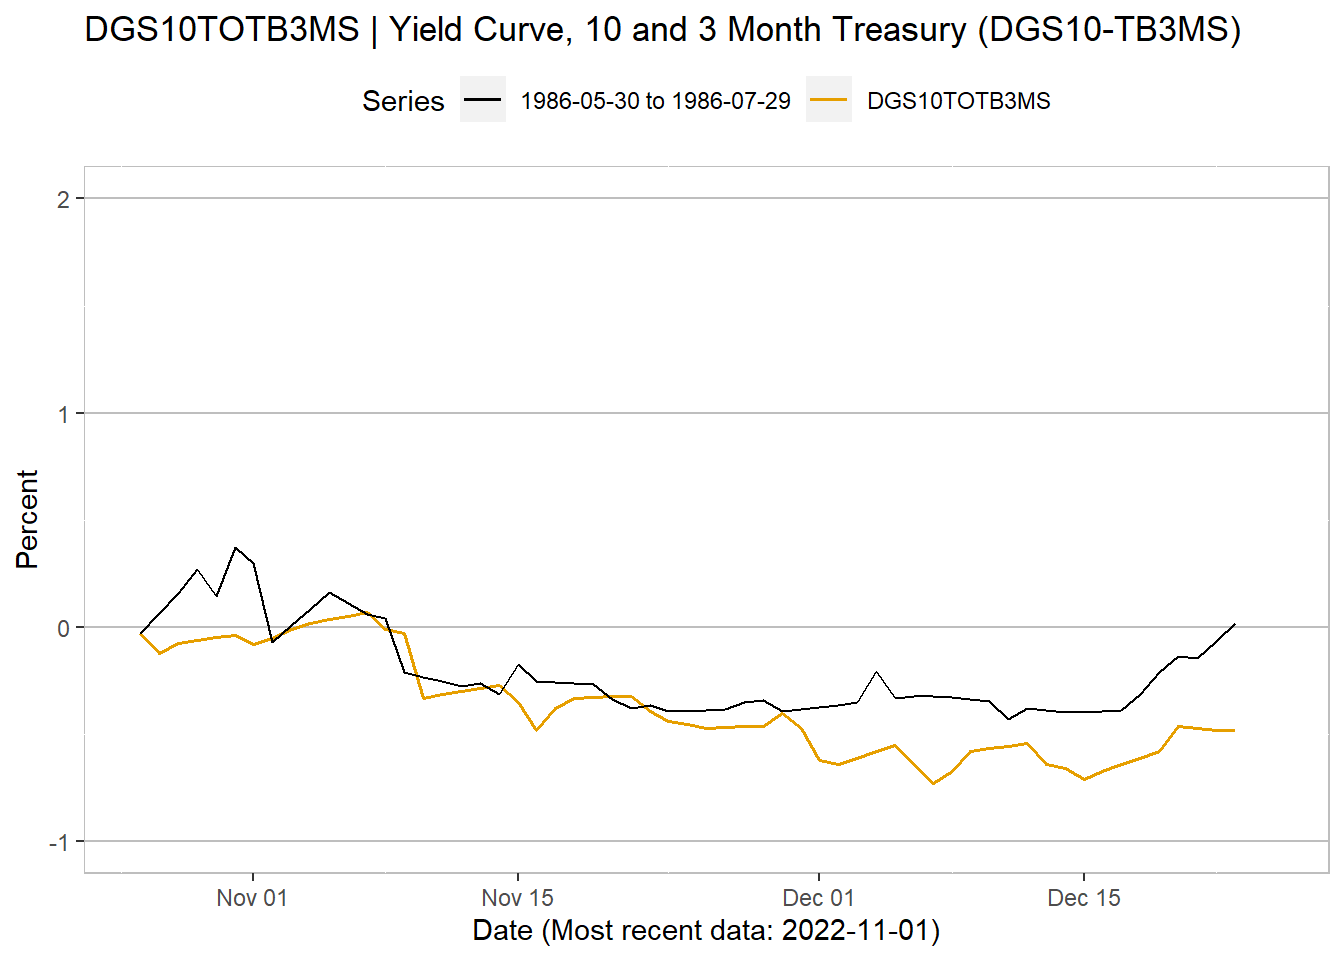 DGS10TOTB3MS | Yield Curve, 10 and 3 Month Treasury (DGS10-TB3MS)
Series 1986-05-30 to 1986-07-29 DGS10TOTB3MS
2
1
0
-1
Percent
Nov 01 Nov 15 Dec 01 Dec 15
Date (Most recent data: 2022-11-01)